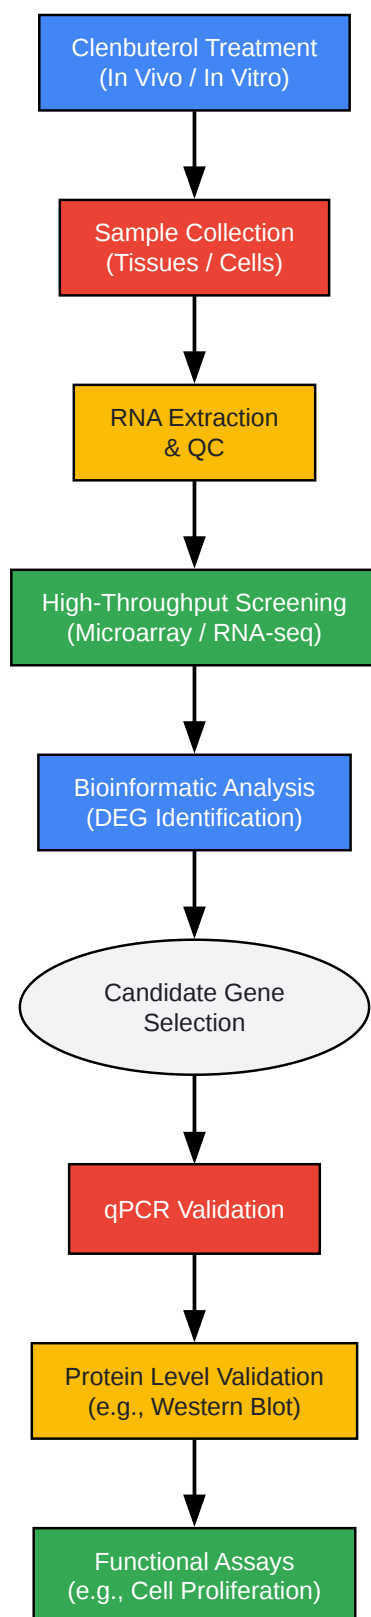 Clenbuterol Treatment
(In Vivo / In Vitro)
Sample Collection
(Tissues / Cells)
RNA Extraction
& QC
High-Throughput Screening
(Microarray / RNA-seq)
Bioinformatic Analysis
(DEG Identification)
Candidate Gene
Selection
qPCR Validation
Protein Level Validation
(e.g., Western Blot)
Functional Assays
(e.g., Cell Proliferation)